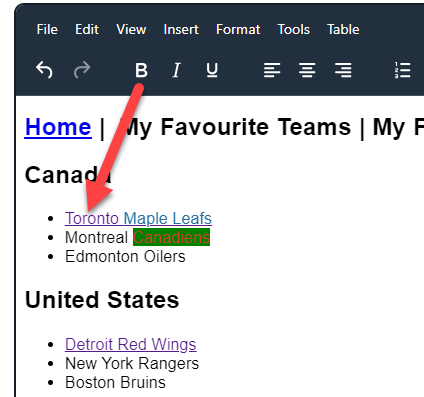 File Edit View Insert Format Tools Table
B I U
Home | My Favourite Teams | My F
Canada
Toronto Maple Leafs
Montreal Canadiens
Edmonton Oilers
United States
Detroit Red Wings
New York Rangers
Boston Bruins